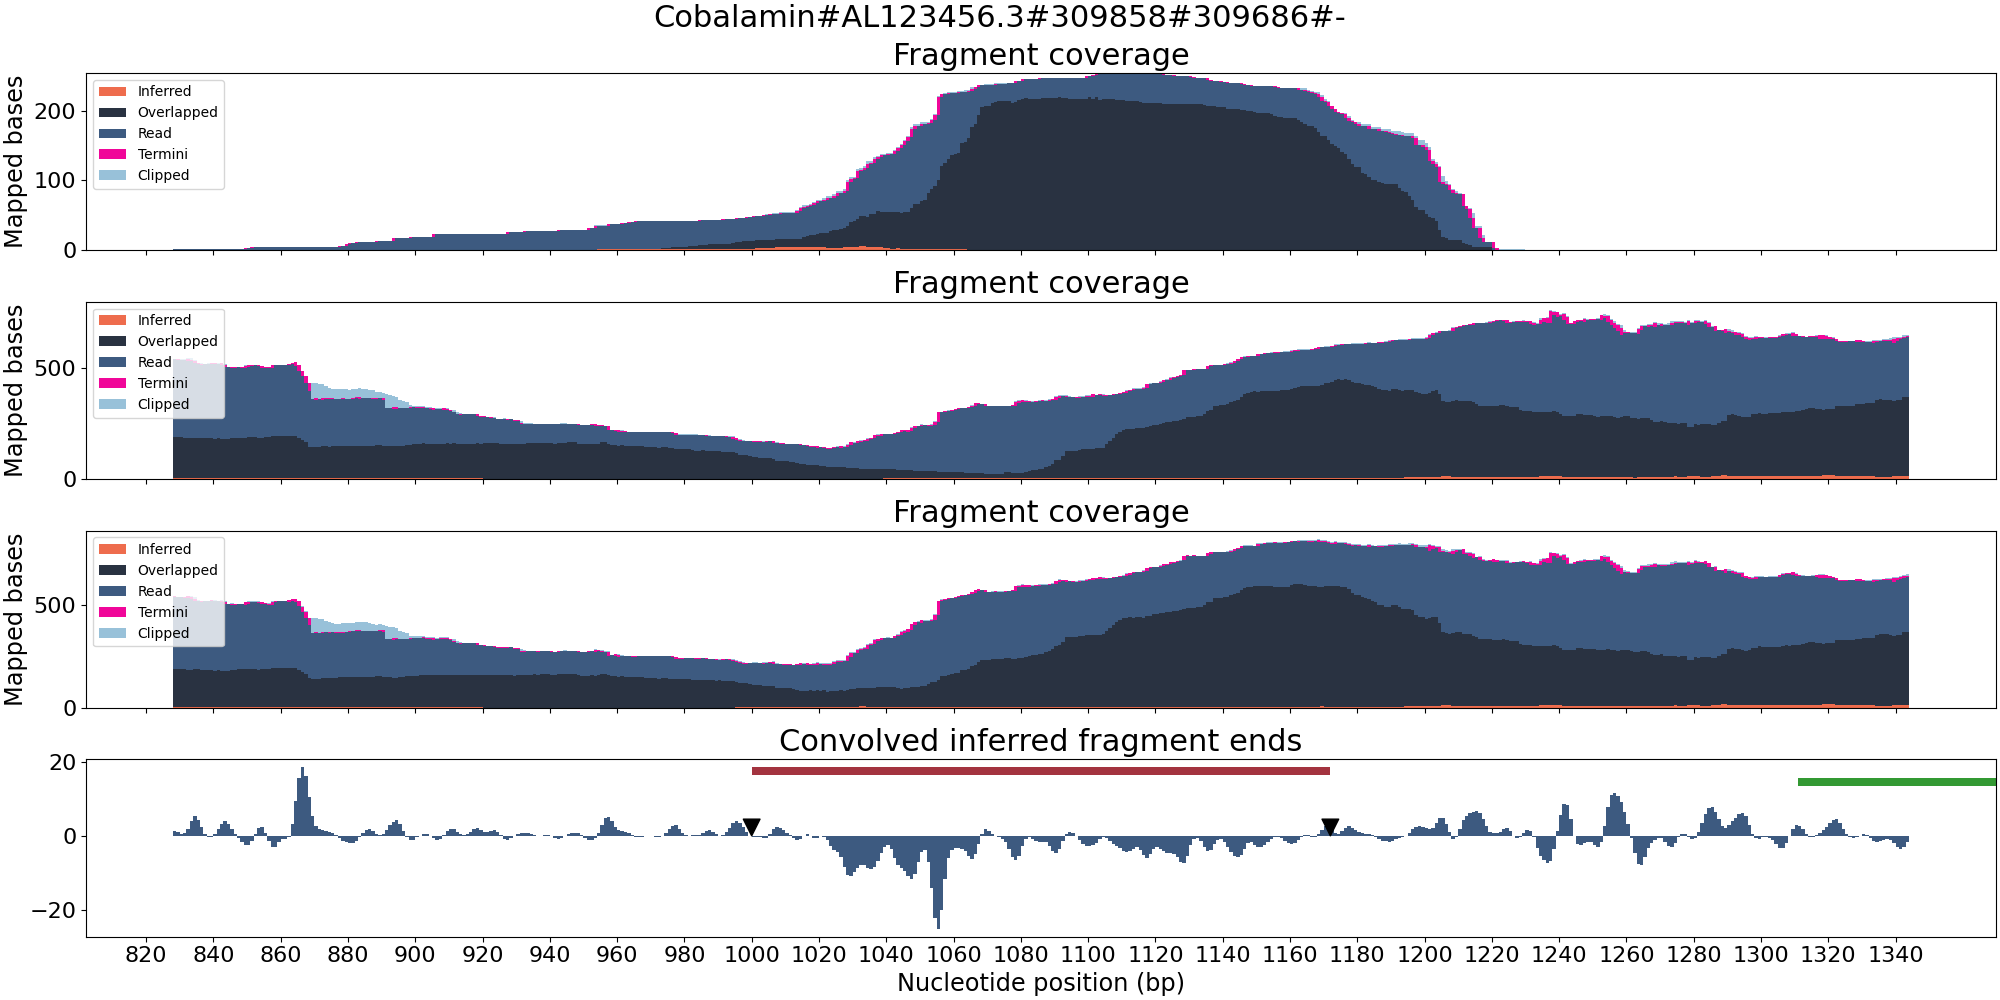 Cobalamin#AL123456.3#309858#309686#-
Fragment coverage
Mapped bases
200
100
0
Inferred
Overlapped
Read
Termini
Clipped
Fragment coverage
Mapped bases
500
0
Inferred
Overlapped
Read
Termini
Clipped
Fragment coverage
Mapped bases
500
0
Inferred
Overlapped
Read
Termini
Clipped
Convolved inferred fragment ends
20
0
−20
820 840 860 880 900 920 940 960 980 1000 1020 1040 1060 1080 1100 1120 1140 1160 1180 1200 1220 1240 1260 1280 1300 1320 1340
Nucleotide position (bp)